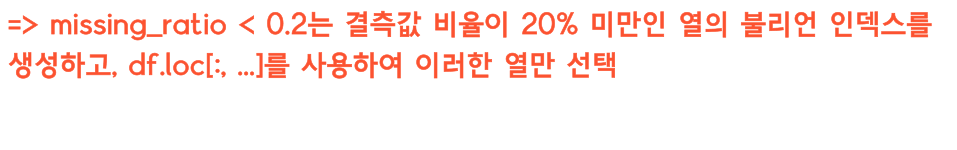 => missing_ratio < 0.2는 결측값 비율이 20% 미만인 열의 불리언 인덱스를
생성하고, df.loc[:, ...]를 사용하여 이러한 열만 선택